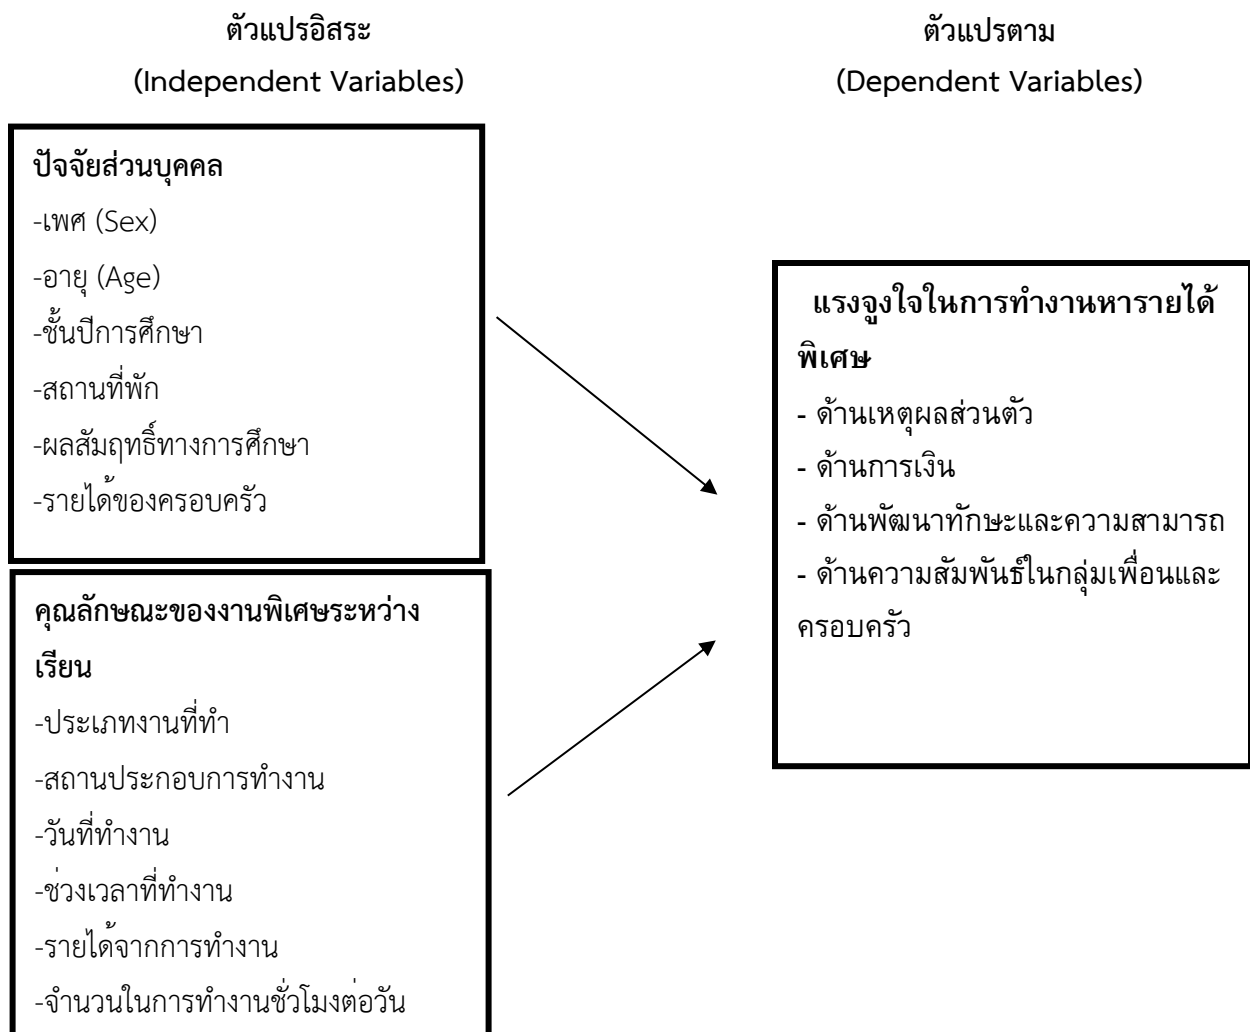 ตัวแปรอิสระ
(Independent Variables)
ตัวแปรตาม
(Dependent Variables)
ปัจจัยส่วนบุคคล
-เพศ (Sex)
-อายุ (Age)
-ชั้นปีการศึกษา
-สถานที่พัก
-ผลสัมฤทธิ์ทางการศึกษา
-รายได้ของครอบครัว
คุณลักษณะของงานพิเศษระหว่าง
เรียน
-ประเภทงานที่ทำ
-สถานประกอบการทำงาน
-วันที่ทำงาน
-ช่วงเวลาที่ทำงาน
-รายได้จากการทำงาน
-จำนวนในการทำงานชั่วโมงต่อวัน
แรงจูงใจในการทำงานหารายได้
พิเศษ
- ด้านเหตุผลส่วนตัว
- ด้านการเงิน
- ด้านพัฒนาทักษะและความสามารถ
- ด้านความสัมพันธ์ในกลุ่มเพื่อนและ
ครอบครัว